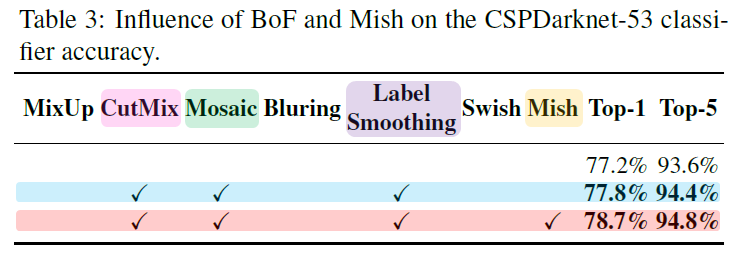 Table 3: Influence of BoF and Mish on the CSPDarknet-53 classi-
fier accuracy.
MixUp CutMix Mosaic Bluring Label Smoothing Swish Mish Top-1 Top-5
77.2% 93.6%
✓ ✓ ✓ 77.8% 94.4%
✓ ✓ ✓ ✓ 78.7% 94.8%